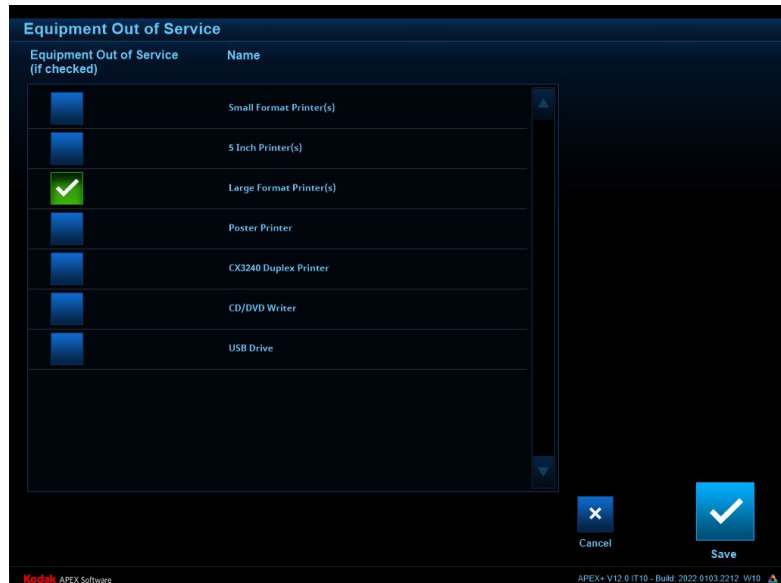 Equipment Out of Service
Equipment Out of Service
(if checked)
Name
Small Format Printer(s)
5 Inch Printer(s)
Large Format Printer(s)
Poster Printer
CX3240 Duplex Printer
CD/DVD Writer
USB Drive
Cancel
Save
Kodak APEX Software
APEX+ V12.0 IT10 - Build: 2022.0103.2212 W10